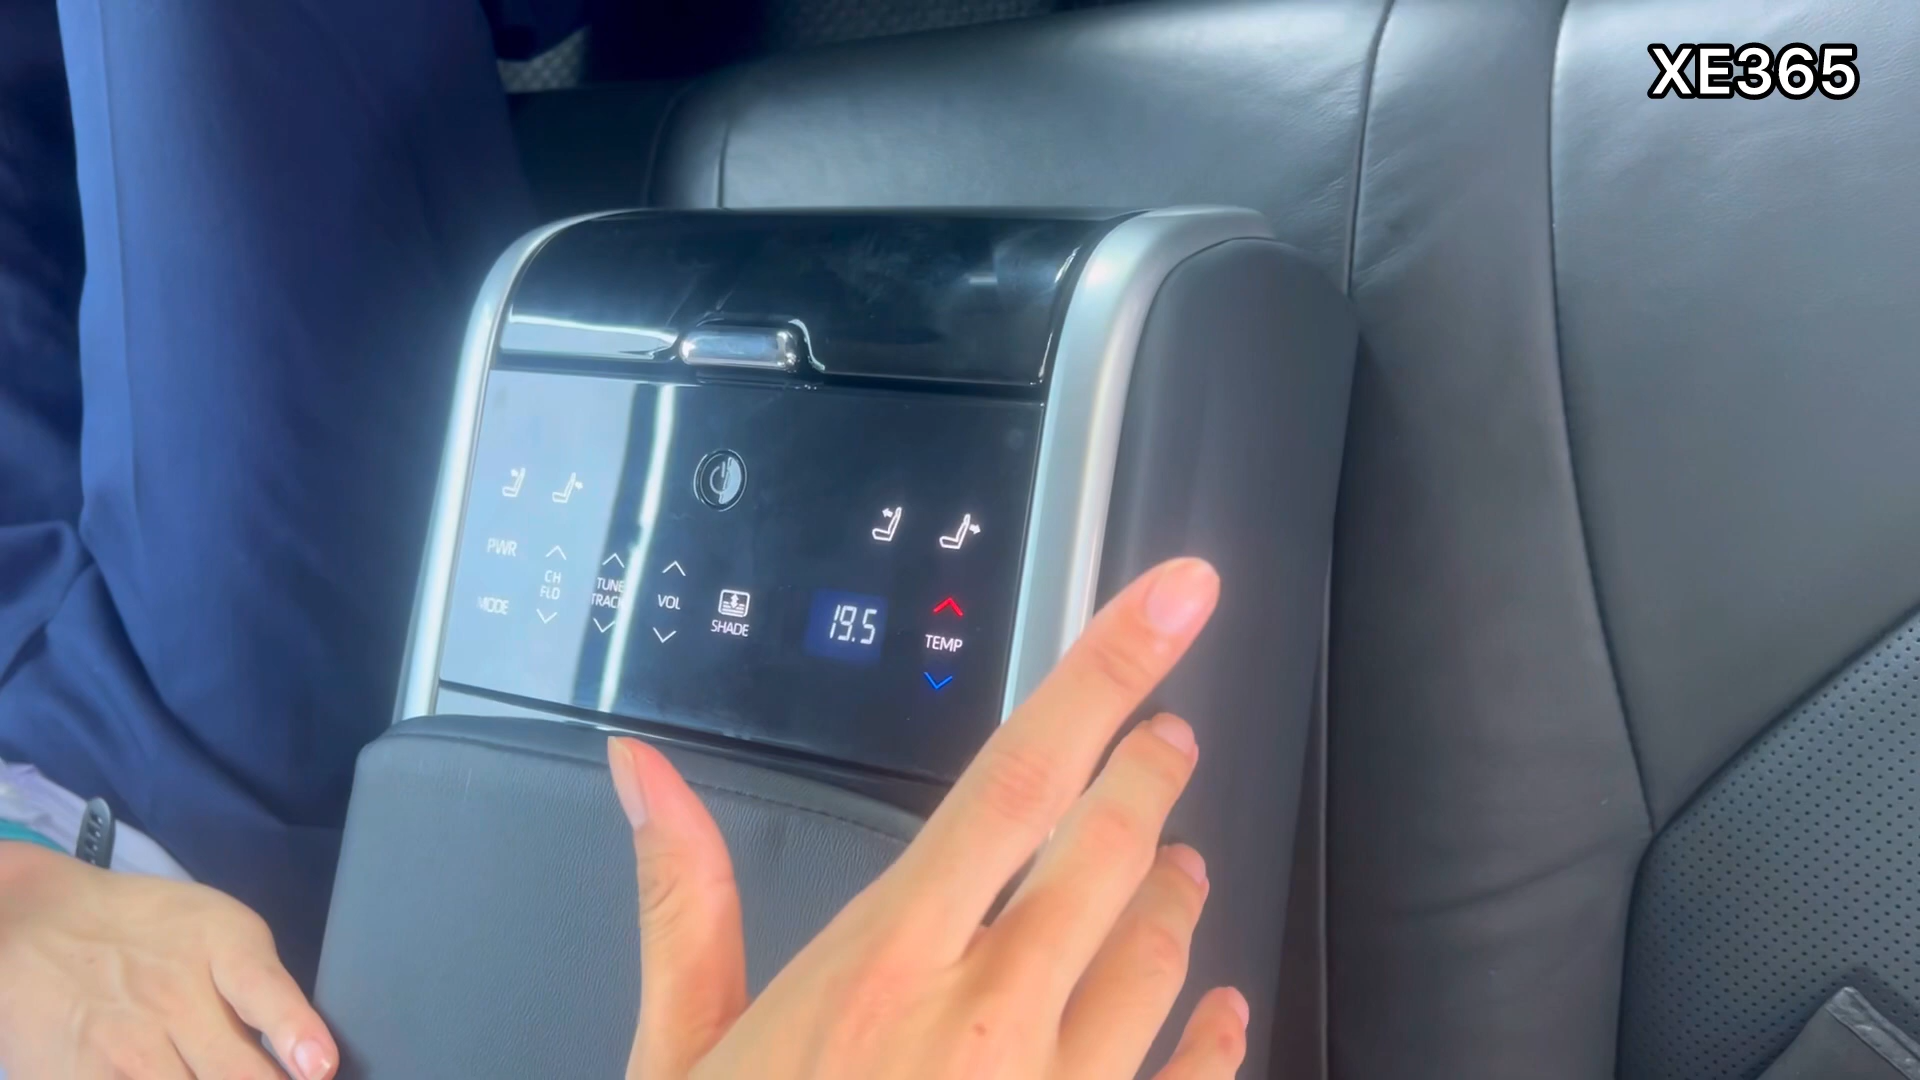 XE365
PWR
CH
FLD
TUNE
TRACK
VOL
MODE
SHADE
19.5
TEMP